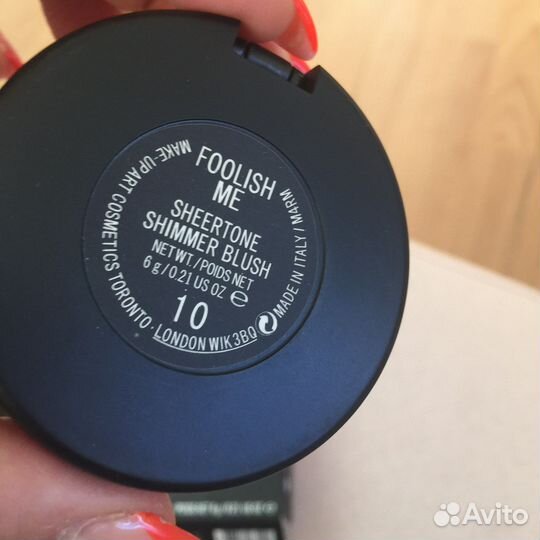 FOOLISH
ME
SHEERTONE
SHIMMER BLUSH
NET WT./POIDS NET
6 g / 0.21 US OZ ℮
10
MAKE-UP ART COSMETICS TORONTO · LONDON W1K 3BQ
MADE IN ITALY / M4RM
Avito